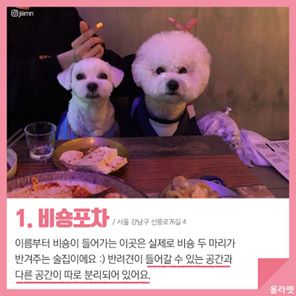 @jiiimn
1. 비숑포차 / 서울 강남구 선릉로76길 4
이름부터 비숑이 들어가는 이곳은 실제로 비숑 두 마리가
반겨주는 술집이에요 :) 반려견이 들어갈 수 있는 공간과
다른 공간이 따로 분리되어 있어요.
올라펫